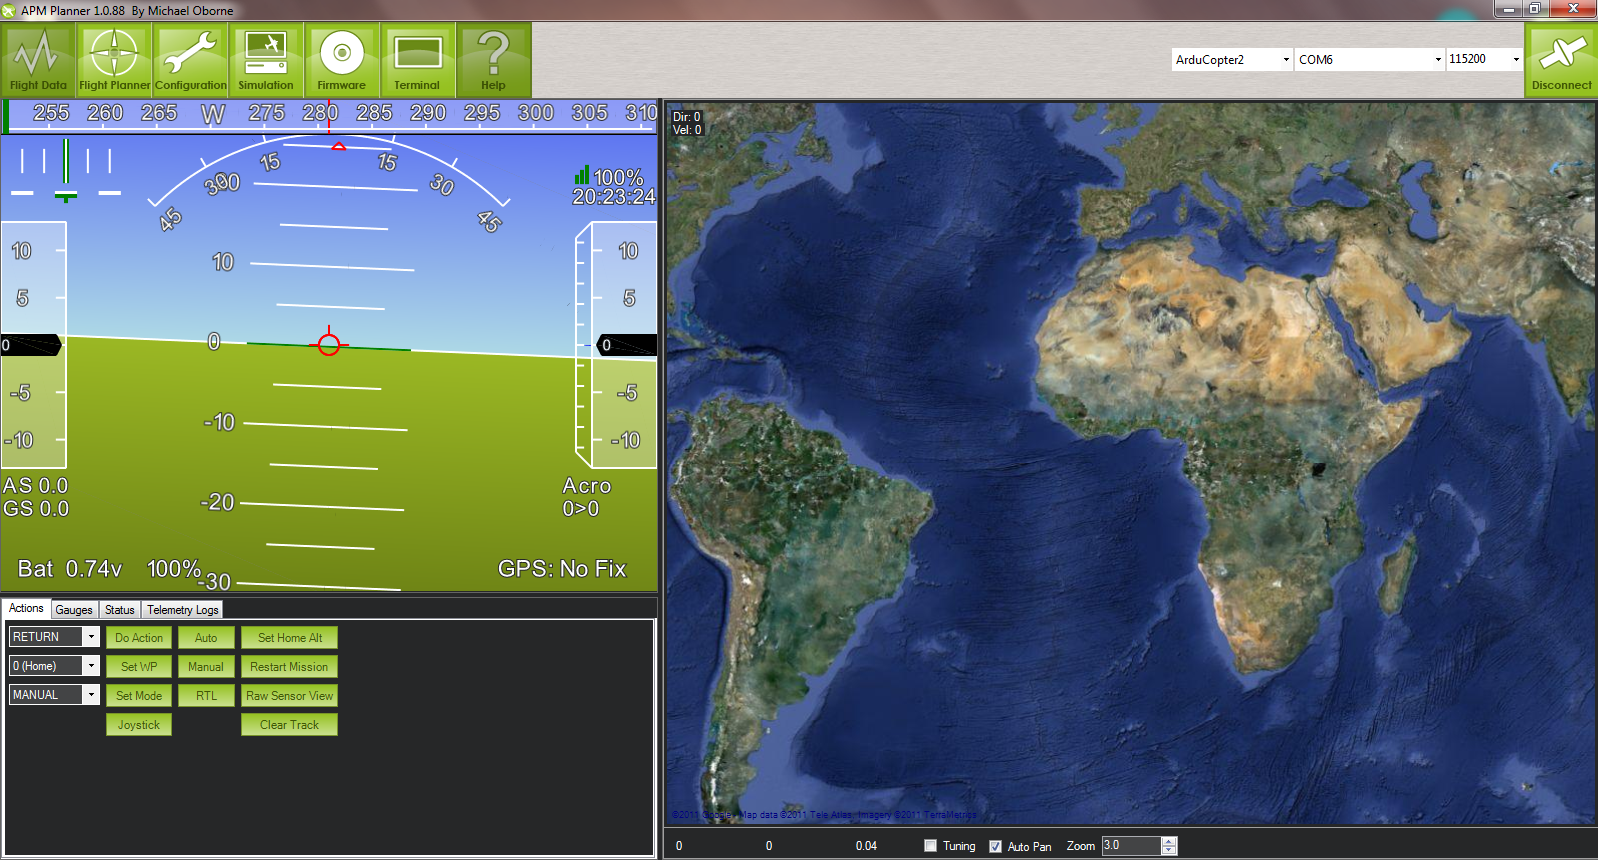 APM Planner 1.0.88 By Michael Oborne
Flight Data
Flight Planner
Configuration
Simulation
Firmware
Terminal
?
Help
ArduCopter2
COM6
115200
Disconnect
255 260 265 W 275 280 285 290 295 300 305 310
45 30 15 15 30 45
100%
20:23:24
10
5
0
-5
-10
10
0
-10
-20
-30
10
5
0
-5
-10
AS 0.0
GS 0.0
Acro
0>0
Bat 0.74v 100%
GPS: No Fix
Dir: 0
Vel: 0
©2011 Google - Map data ©2011 Tele Atlas, Imagery ©2011 TerraMetrics
Actions
Gauges
Status
Telemetry Logs
RETURN
Do Action
Auto
Set Home Alt
0 (Home)
Set WP
Manual
Restart Mission
MANUAL
Set Mode
RTL
Raw Sensor View
Joystick
Clear Track
0
0
0.04
Tuning
Auto Pan
Zoom
3.0